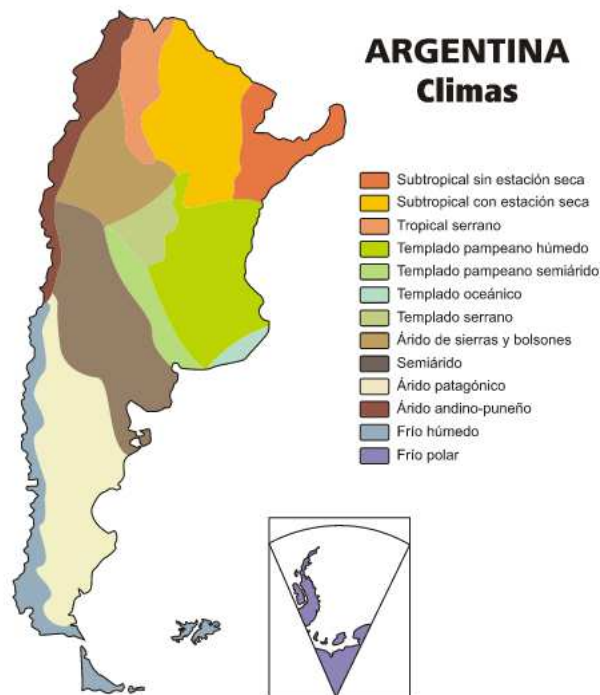 ARGENTINA
Climas
Subtropical sin estación seca
Subtropical con estación seca
Tropical serrano
Templado pampeano húmedo
Templado pampeano semiárido
Templado oceánico
Templado serrano
Árido de sierras y bolsones
Semiárido
Árido patagónico
Árido andino-puneño
Frío húmedo
Frío polar